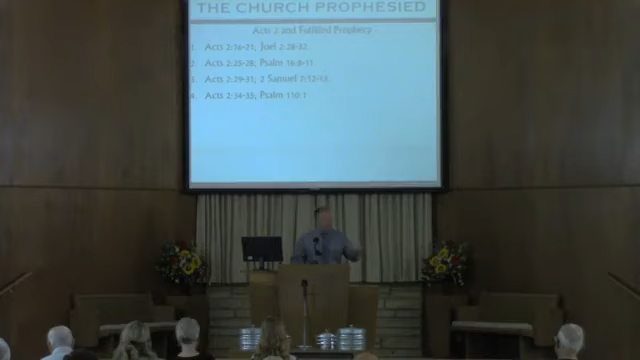 THE CHURCH PROPHESIED
Acts 2 and Fulfilled Prophecy
1. Acts 2:16-21; Joel 2:28-32
2. Acts 2:25-28; Psalm 16:8-11
3. Acts 2:29-31; 2 Samuel 7:12-13
4. Acts 2:34-35; Psalm 110:1